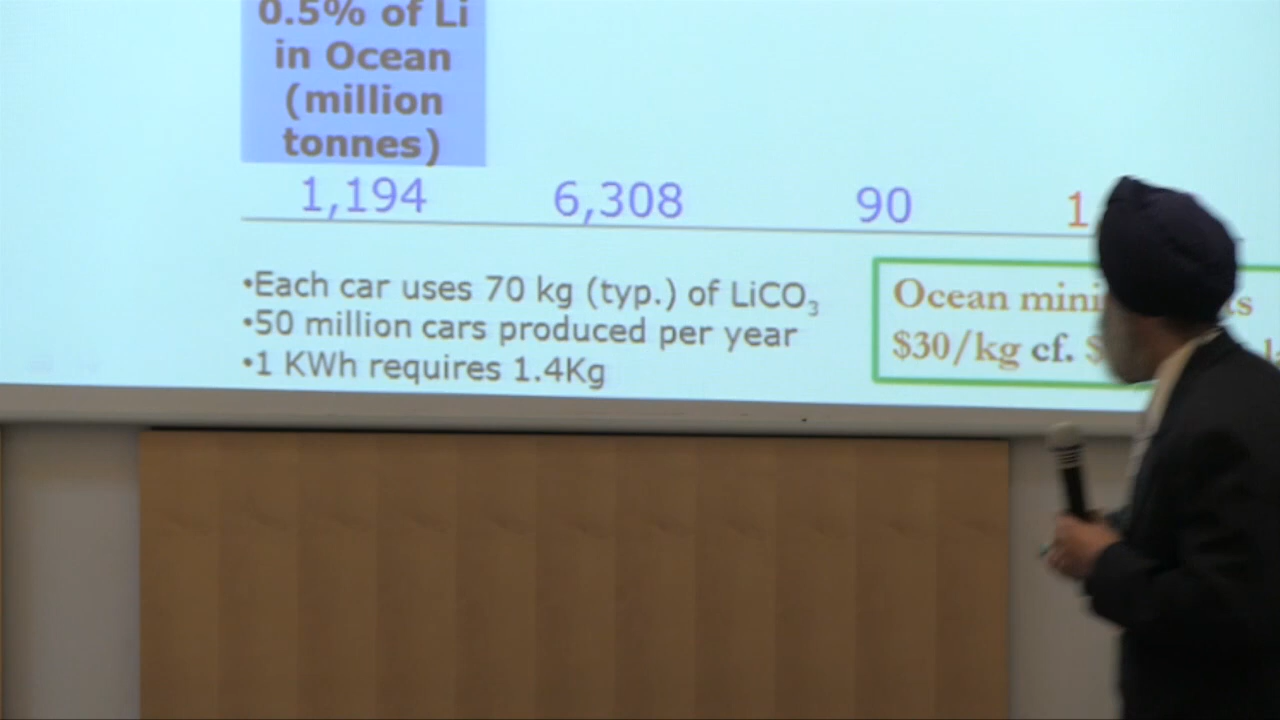 0.5% of Li
in Ocean
(million
tonnes)
1,194 6,308 90 1
•Each car uses 70 kg (typ.) of LiCO₃
•50 million cars produced per year
•1 KWh requires 1.4Kg
Ocean
$30/kg cf. $